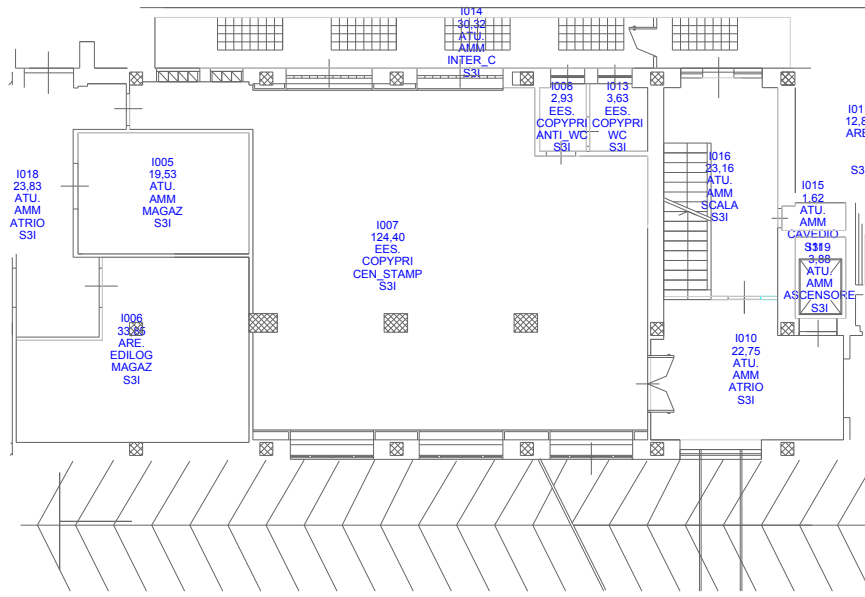 I014
30,32
ATU.
AMM
INTER_C
S3I
I008
2,93
EES.
COPYPRI
ANTI_WC
S3I
I013
3,63
EES.
COPYPRI
WC
S3I
I018
23,83
ATU.
AMM
ATRIO
S3I
I005
19,53
ATU.
AMM
MAGAZ
S3I
I007
124,40
EES.
COPYPRI
CEN_STAMP
S3I
I016
23,16
ATU.
AMM
SCALA
S3I
I015
1,62
ATU.
AMM
CAVEDIO
S3I
3,88
ATU.
AMM
ASCENSORE
S3I
I006
ARE.
EDILOG
MAGAZ
S3I
I010
22,75
ATU.
AMM
ATRIO
S3I